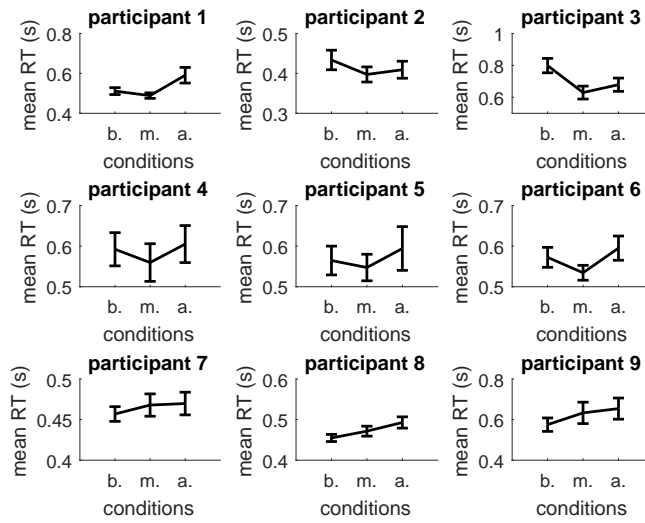 participant 1 participant 2 participant 3
mean RT (s) mean RT (s) mean RT (s)
0.8 0.5 1
0.6 0.4 0.8
0.4 0.3 0.6
b. m. a. b. m. a. b. m. a.
conditions conditions conditions
participant 4 participant 5 participant 6
mean RT (s) mean RT (s) mean RT (s)
0.7 0.7 0.7
0.6 0.6 0.6
0.5 0.5 0.5
b. m. a. b. m. a. b. m. a.
conditions conditions conditions
participant 7 participant 8 participant 9
mean RT (s) mean RT (s) mean RT (s)
0.5 0.6 0.8
0.45 0.5 0.6
0.4 0.4 0.4
b. m. a. b. m. a. b. m. a.
conditions conditions conditions